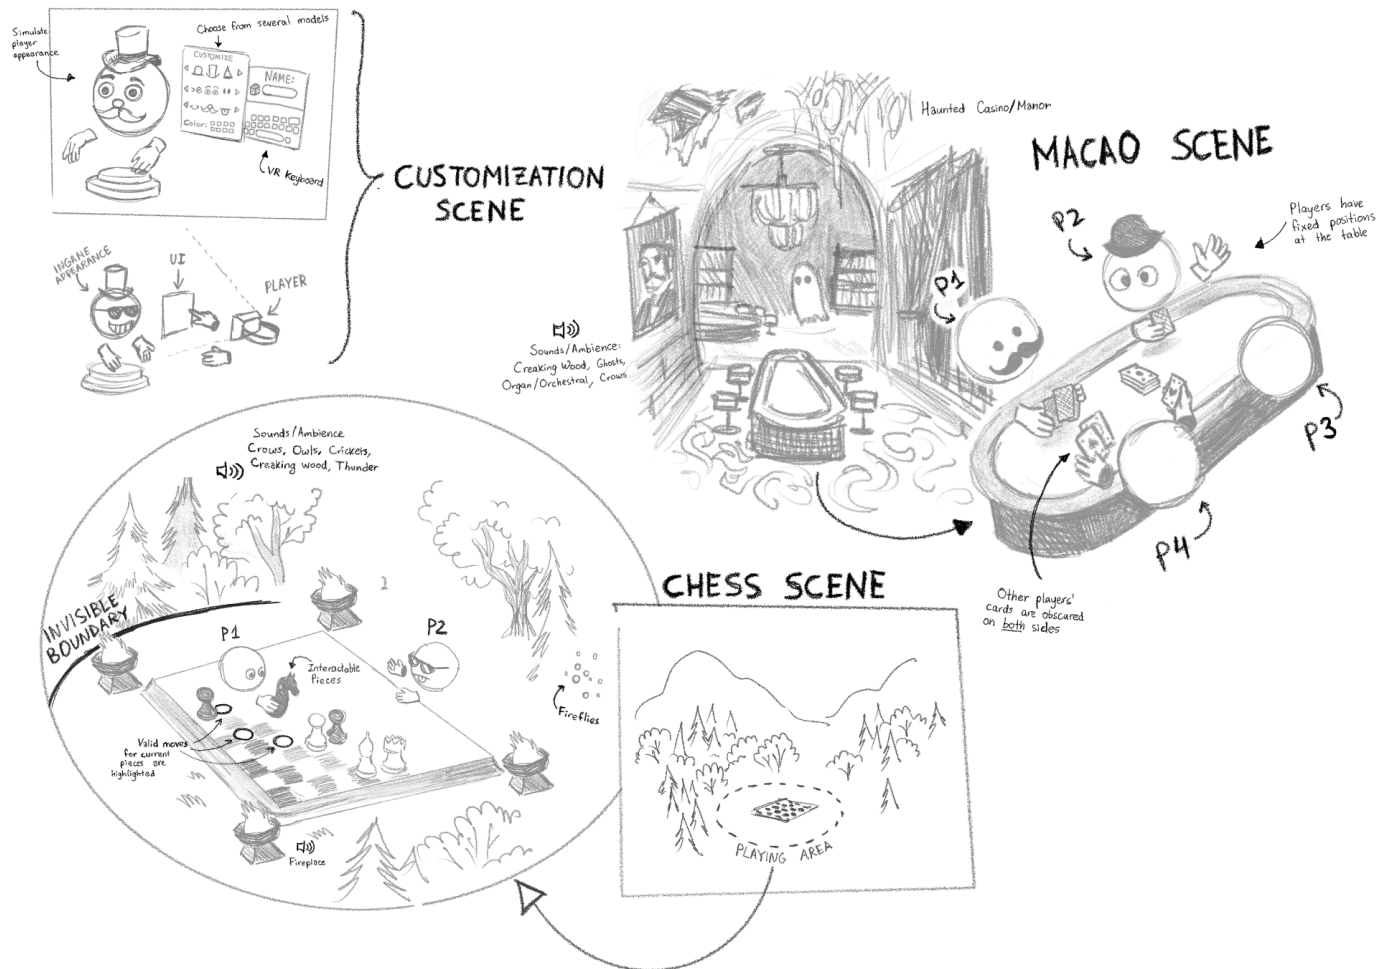 Simulate
player
appearance
Choose from several models
CUSTOMIZE
NAME:
Color:
VR Keyboard
CUSTOMIZATION
SCENE
INGAME
APPEARANCE
UI
PLAYER
Haunted Casino/Manor
MACAO SCENE
P2
Players have
fixed positions
at the table
P1
Sounds/Ambience:
Creaking Wood, Ghosts,
Organ/Orchestral, Crows
P3
P4
Other players'
cards are obscured
on both sides
Sounds/Ambience
Crows, Owls, Crickets,
Creaking wood, Thunder
CHESS SCENE
INVISIBLE
BOUNDARY
P1
P2
Interactable
Pieces
Fireflies
Valid moves
for current
pieces are
highlighted
Fireplace
PLAYING AREA